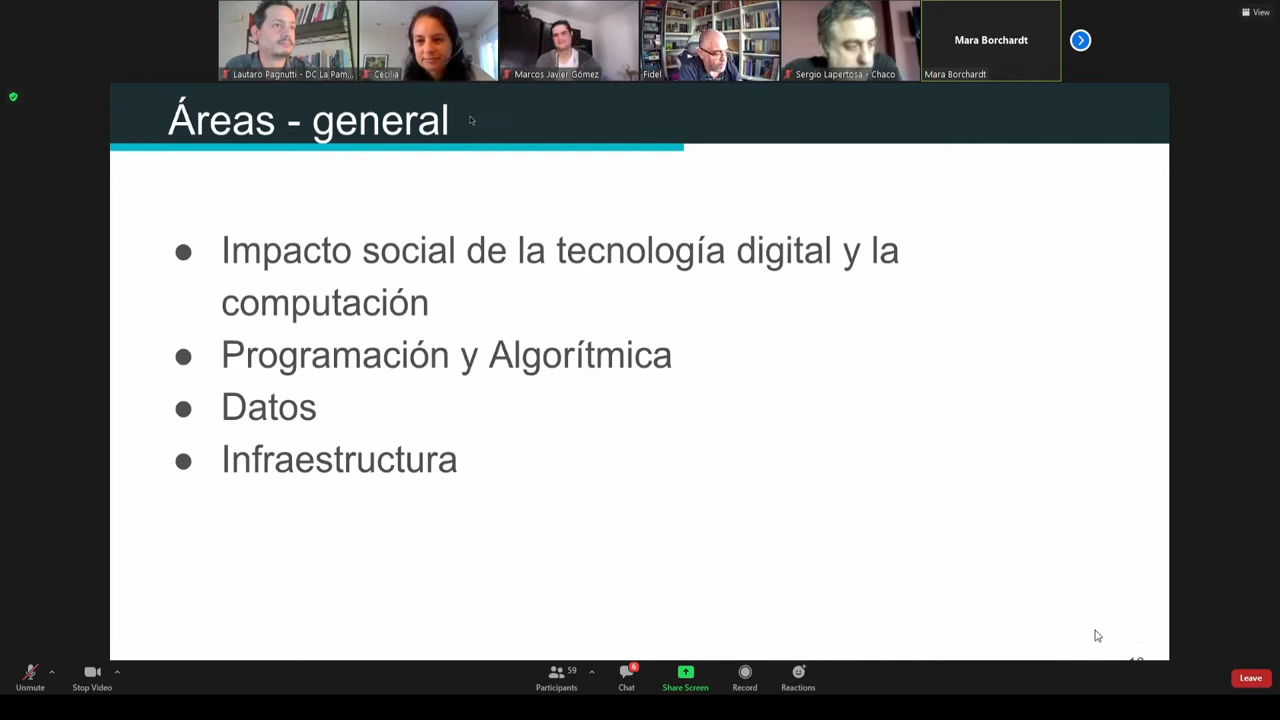 View
Mara Borchardt
Lautaro Pagnutti - DC La Pam...
Cecilia
Marcos Javier Gómez
Fidel
Sergio Lapertosa - Chaco
Mara Borchardt
Áreas - general
● Impacto social de la tecnología digital y la
computación
● Programación y Algorítmica
● Datos
● Infraestructura
Unmute
Stop Video
59
Participants
6
Chat
Share Screen
Record
Reactions
Leave